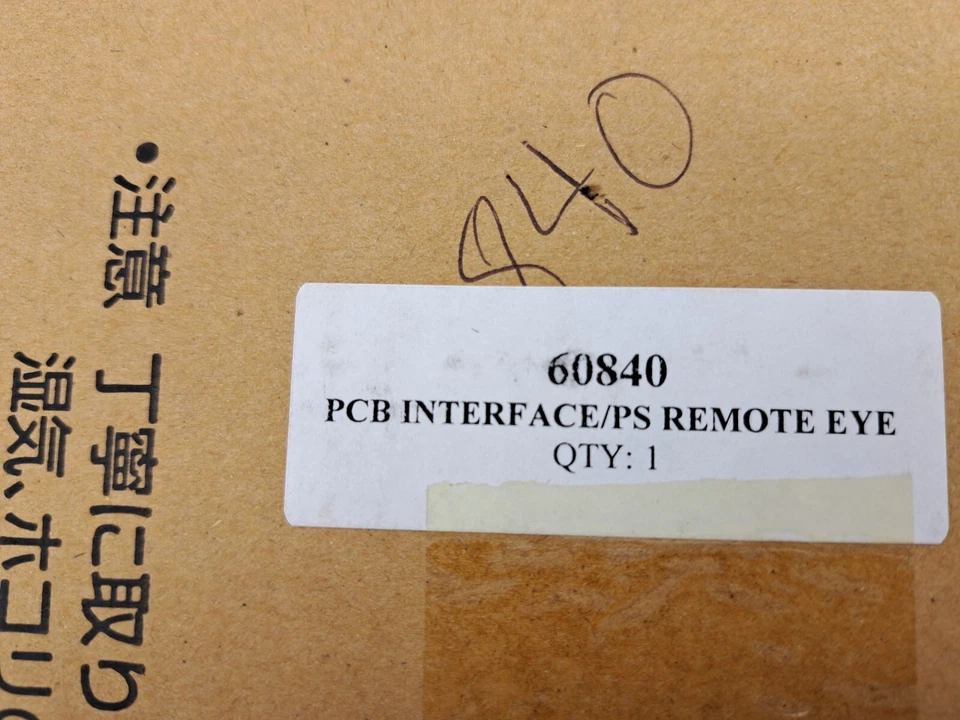 840
60840
PCB INTERFACE/PS REMOTE EYE
QTY: 1
・注意 丁寧に取り
湿気、ホコリの